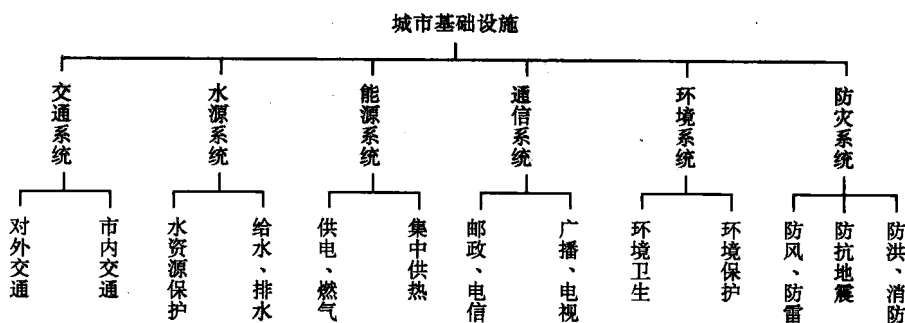 城市基础设施
交通系统
水源系统
能源系统
通信系统
环境系统
防灾系统
对外交通
市内交通
水资源保护
给水、排水
供电、燃气
集中供热
邮政、电信
广播、电视
环境卫生
环境保护
防风、防雷
防抗地震
防洪、消防